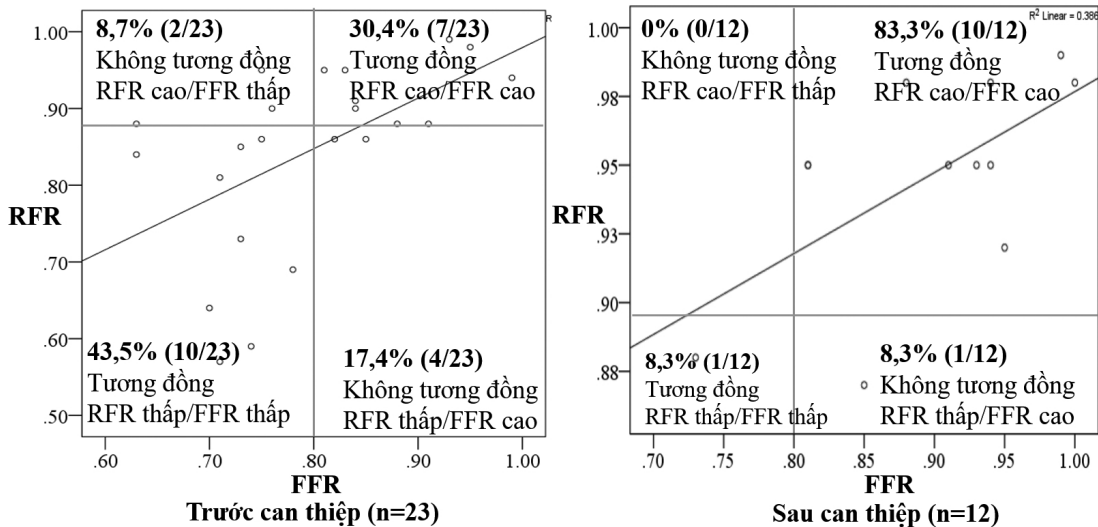 8,7% (2/23)
Không tương đồng
RFR cao/FFR thấp
30,4% (7/23)
Tương đồng
RFR cao/FFR cao
R
1.00
.90
.80
.70
.60
.50
RFR
43,5% (10/23)
Tương đồng
RFR thấp/FFR thấp
17,4% (4/23)
Không tương đồng
RFR thấp/FFR cao
.60
.70
.80
.90
1.00
FFR
Trước can thiệp (n=23)
R² Linear = 0.386
0% (0/12)
Không tương đồng
RFR cao/FFR thấp
83,3% (10/12)
Tương đồng
RFR cao/FFR cao
1.00
.98
.95
.93
.90
.88
RFR
8,3% (1/12)
Tương đồng
RFR thấp/FFR thấp
8,3% (1/12)
Không tương đồng
RFR thấp/FFR cao
.70
.75
.80
.85
.90
.95
1.00
FFR
Sau can thiệp (n=12)